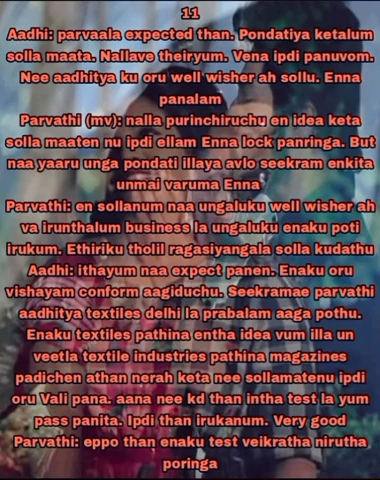 11
Aadhi: parvaala expected than. Pondatiya ketalum
solla maata. Nallave theiryum. Vena ipdi panuvom.
Nee aadhitya ku oru well wisher ah sollu. Enna
panalam
Parvathi (mv): nalla purinchiruchu en idea keta
solla maaten nu ipdi ellam Enna lock panringa. But
naa yaaru unga pondati illaya avlo seekram enkita
unmai varuma Enna
Parvathi: en sollanum naa ungaluku well wisher ah
va irunthalum business la ungaluku enaku poti
irukum. Ethiriku tholil ragasiyangala solla kudathu
Aadhi: ithayum naa expect panen. Enaku oru
vishayam conform aagiduchu. Seekramae parvathi
aadhitya textiles delhi la prabalam aaga pothu.
Enaku textiles pathina entha idea vum illa un
veetla textile industries pathina magazines
padichen athan nerah keta nee sollamatenu ipdi
oru Vali pana. aana nee kd than intha test la yum
pass panita. Ipdi than irukanum. Very good
Parvathi: eppo than enaku test veikratha nirutha
poringa